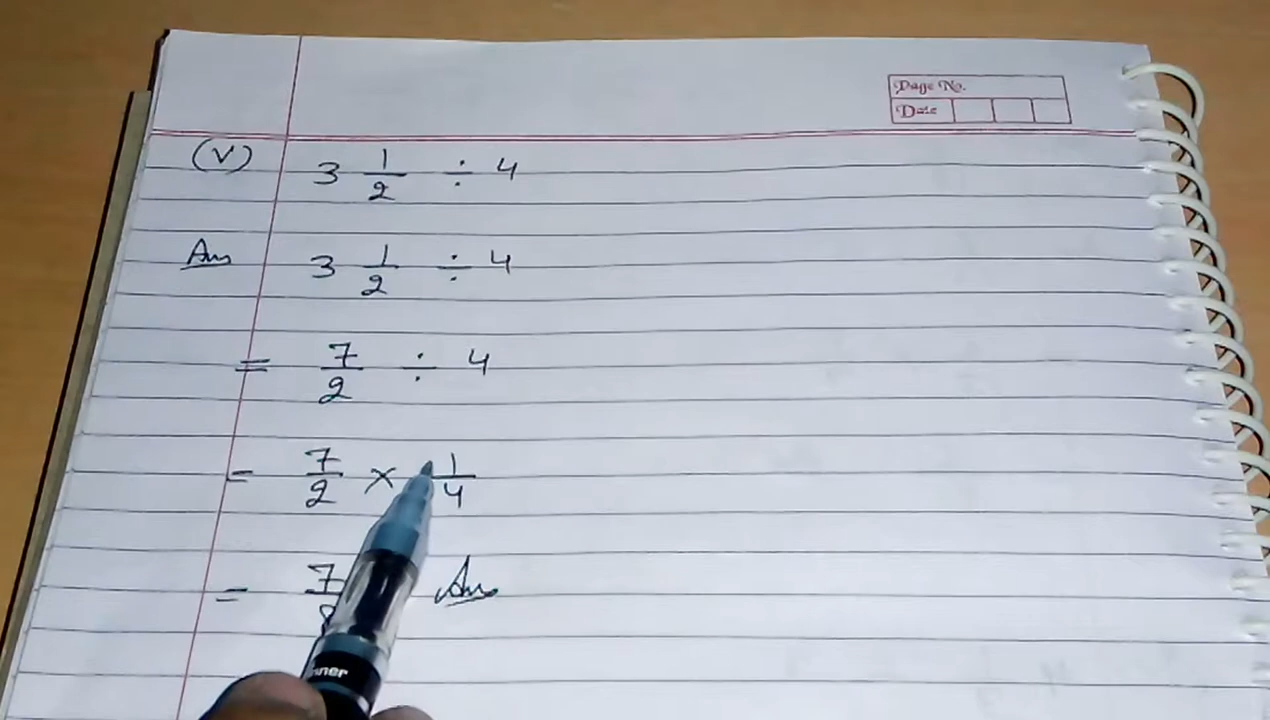 Page No.
Date
(V) 3 1/2 ÷ 4
Ans 3 1/2 ÷ 4
= 7/2 ÷ 4
= 7/2 × 1/4
= 7/8 Ans